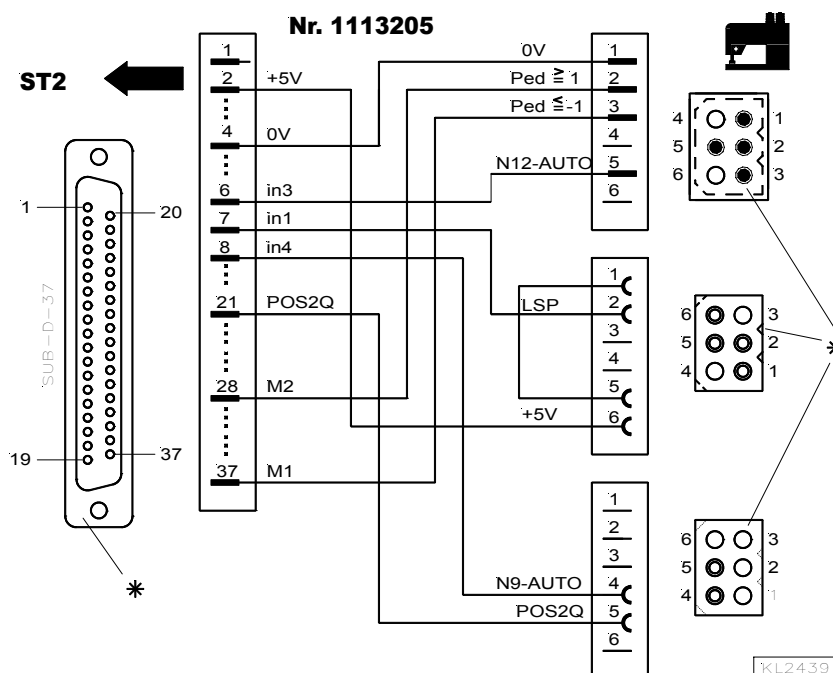 Nr. 1113205
ST2
1
20
19
37
SUB-D-37
1
2 +5V
4 0V
6 in3
7 in1
8 in4
21 POS2Q
28 M2
37 M1
0V 1
Ped ≧ 1 2
Ped ≦-1 3
4
N12-AUTO 5
6
1
LSP 2
3
4
5
+5V 6
1
2
3
N9-AUTO 4
POS2Q 5
6
4 1
5 2
6 3
*
6 3
5 2
4 1
*
6 3
5 2
4 1
KL2439